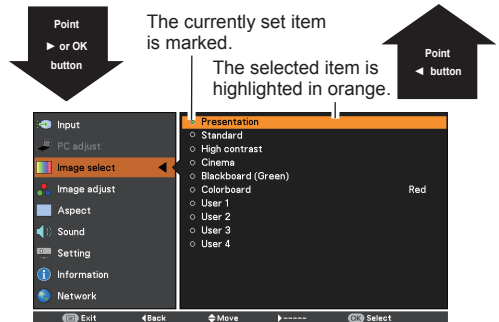 Point
► or OK
button
The currently set item
is marked.
The selected item is
highlighted in orange.
Point
◄ button
Input
PC adjust
Image select
Image adjust
Aspect
Sound
Setting
Information
Network
Presentation
Standard
High contrast
Cinema
Blackboard (Green)
Colorboard Red
User 1
User 2
User 3
User 4
Exit ◄Back Move ►----- OK Select